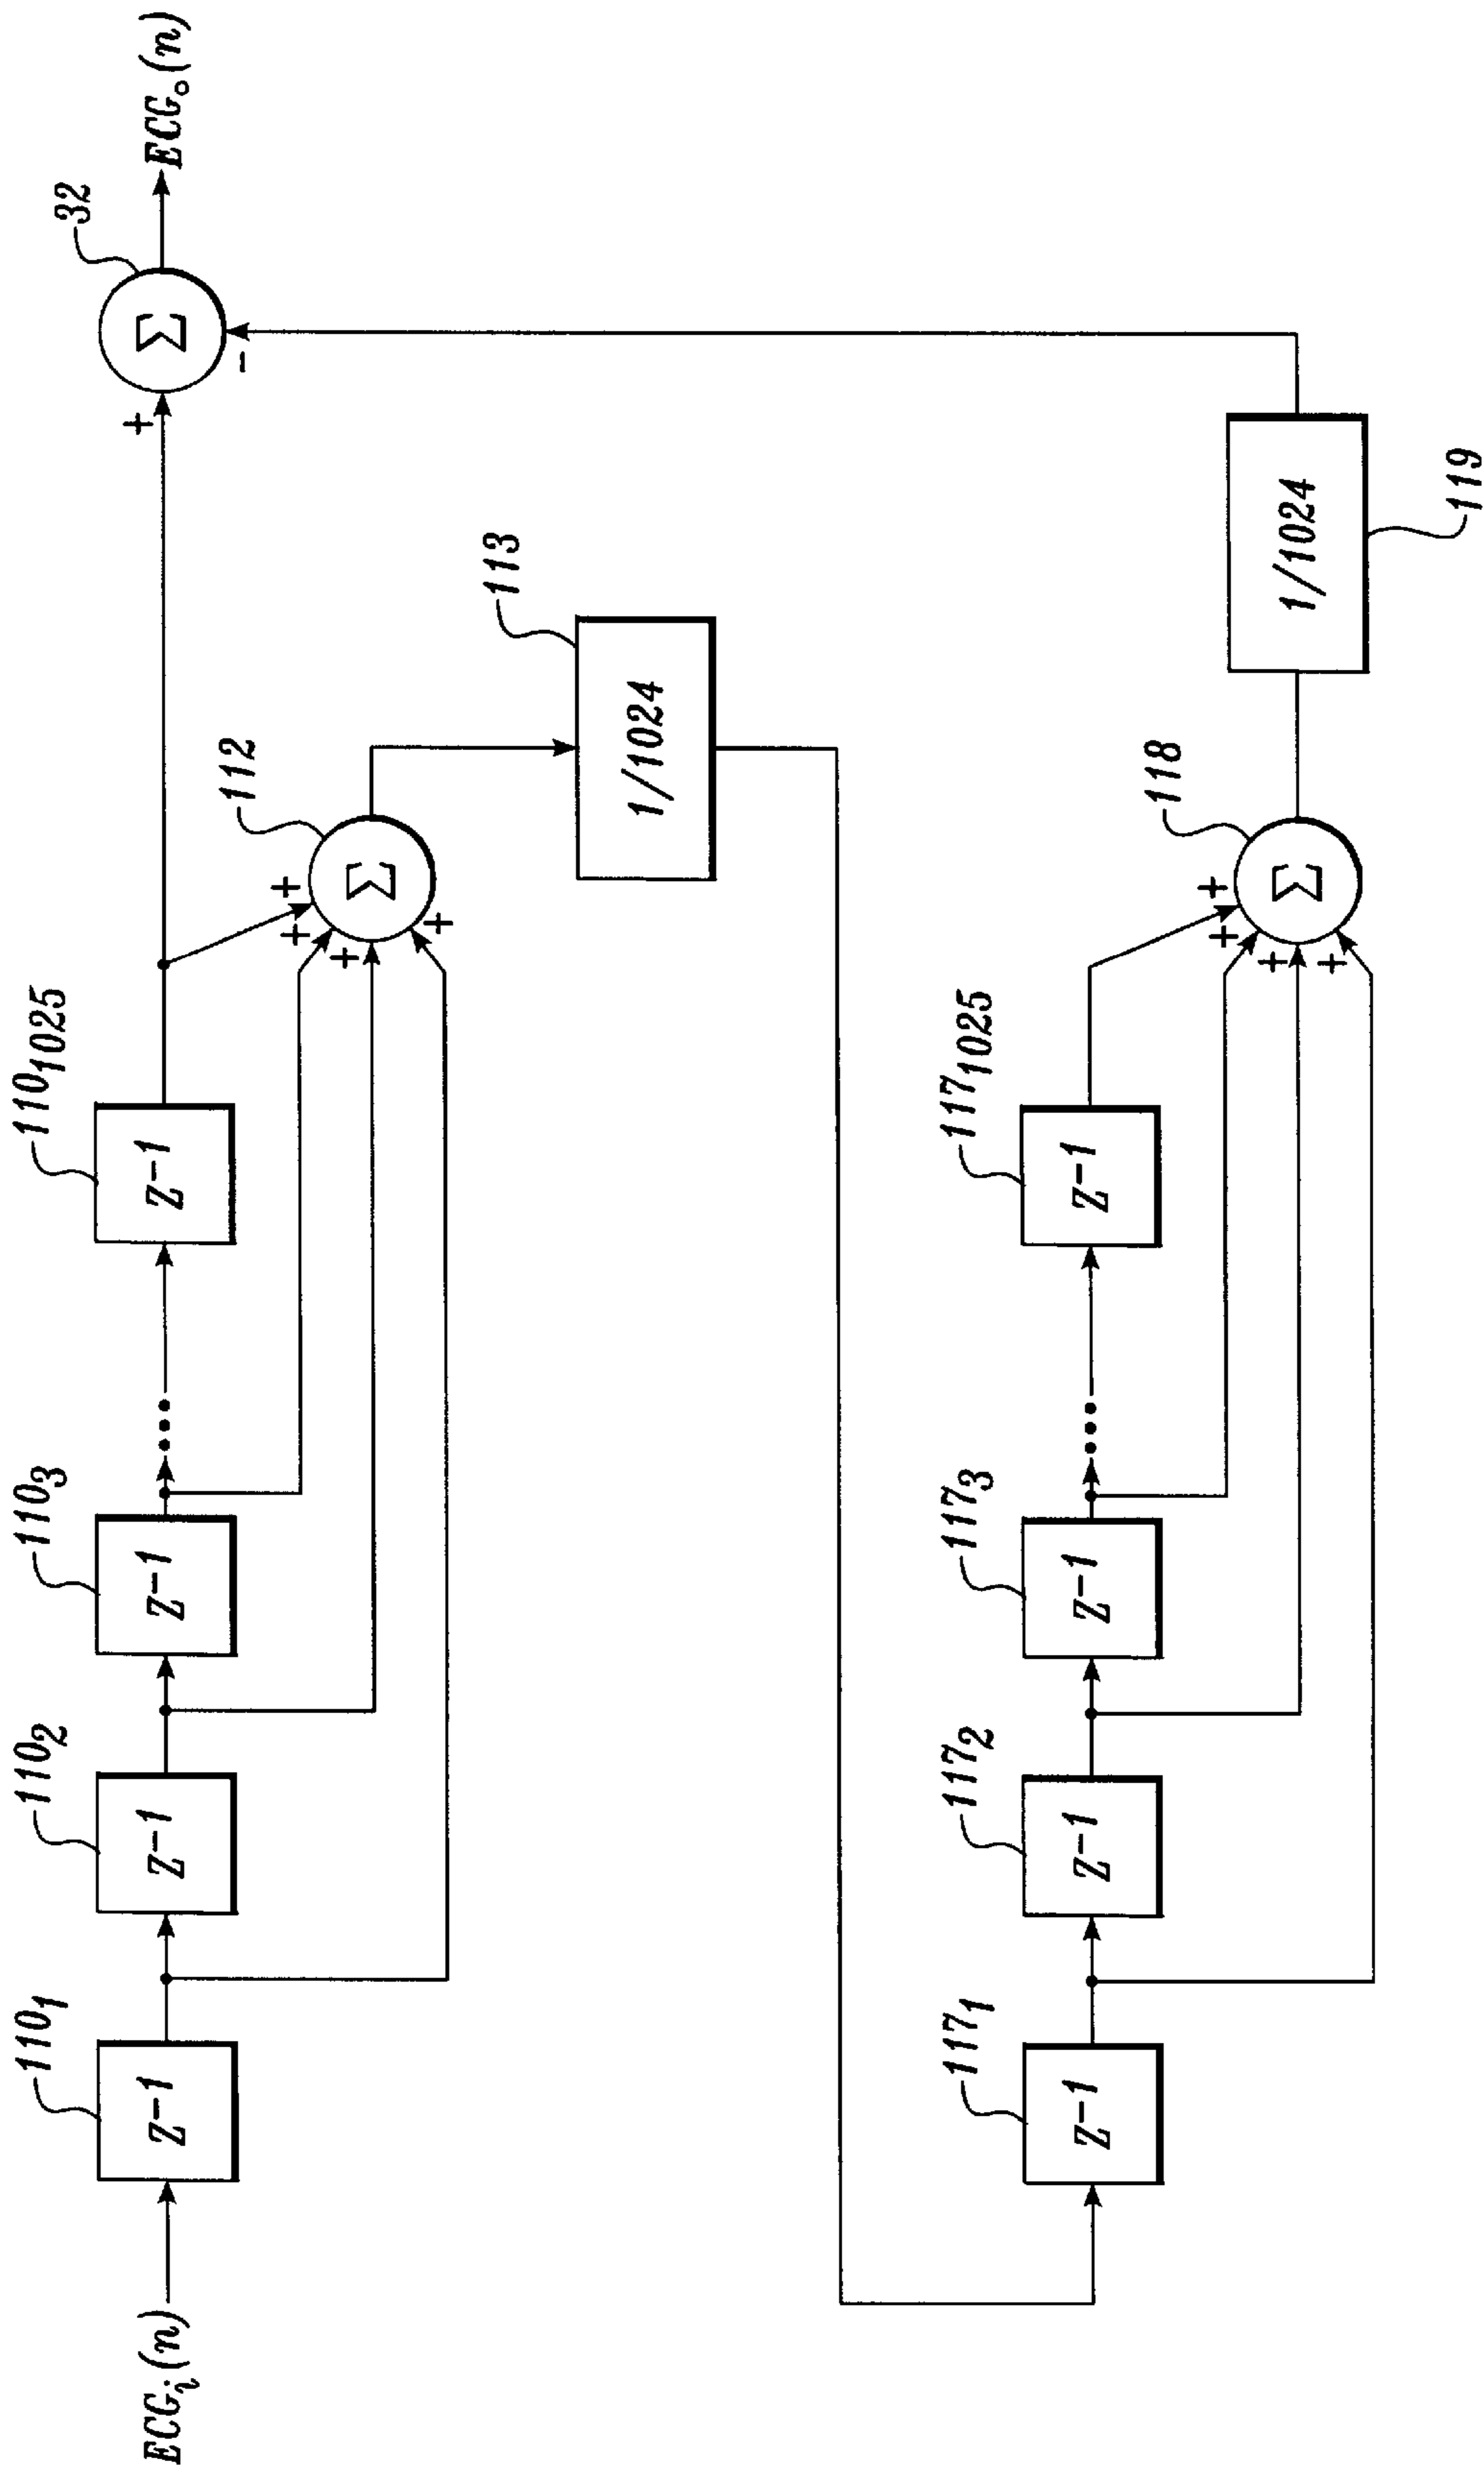 ECGᵢ(n)
110₁
Z⁻¹
110₂
Z⁻¹
110₃
Z⁻¹
110₁₀₂₅
Z⁻¹
+
-
Σ
32
ECGₒ(n)
+
+
+
+
Σ
112
1/1024
113
117₁
Z⁻¹
117₂
Z⁻¹
117₃
Z⁻¹
117₁₀₂₅
Z⁻¹
+
+
+
+
Σ
118
1/1024
119